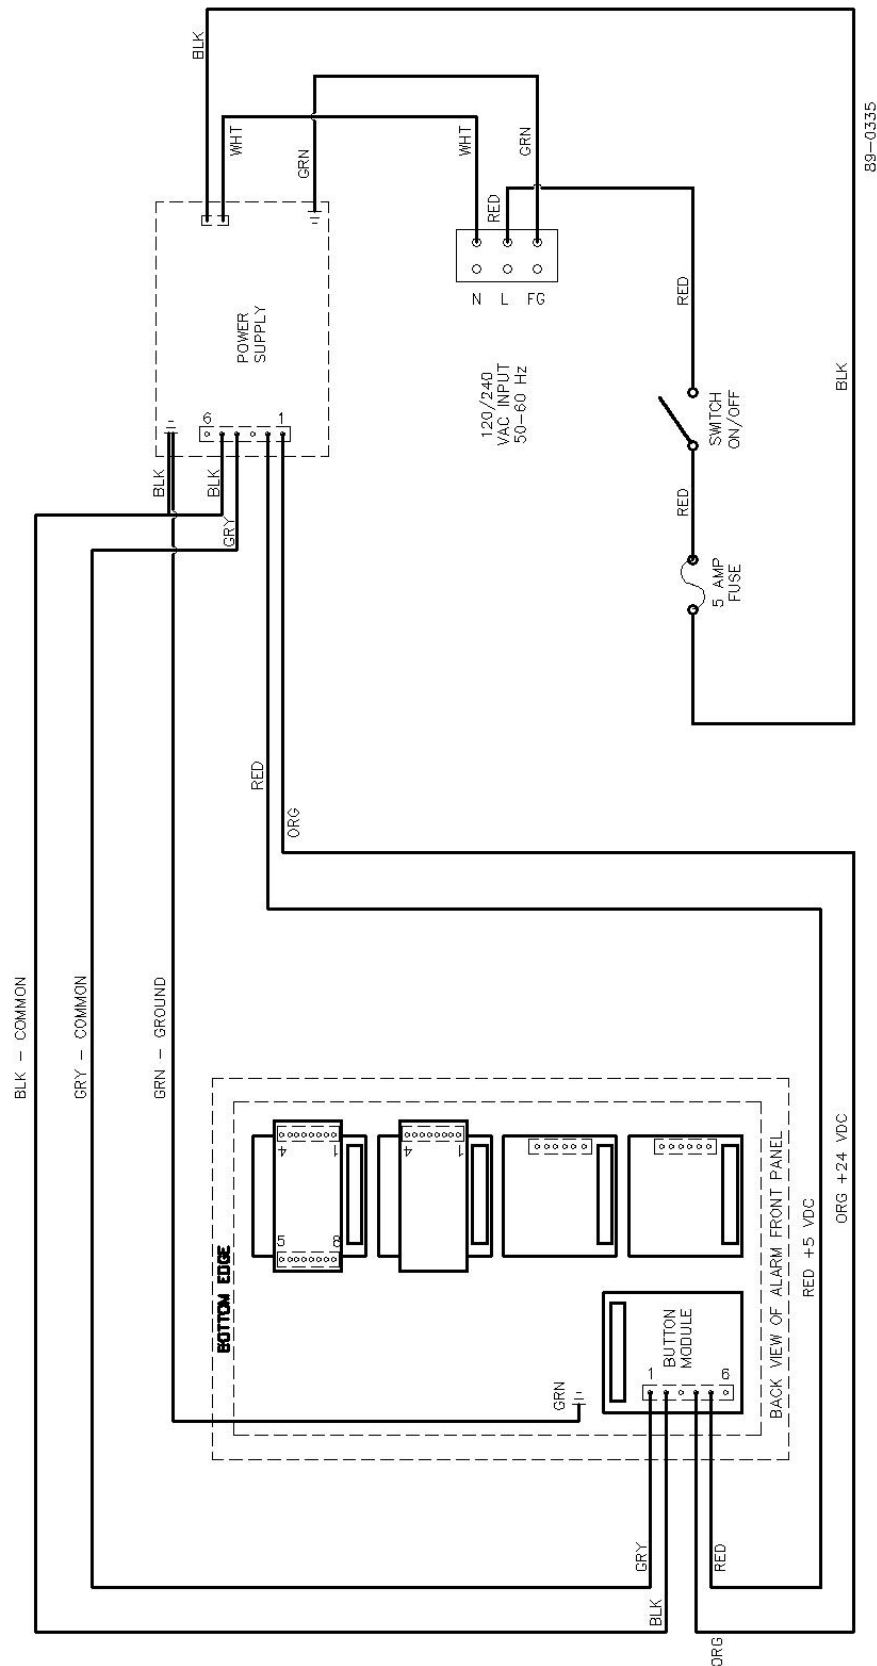 BLK
WHT
GRN
WHT
GRN
RED
89-0335
POWER
SUPPLY
N L FG
RED
120/240
VAC INPUT
50-60 Hz
BLK
6
1
SWITCH
ON/OFF
BLK
BLK
GRY
RED
5 AMP
FUSE
RED
ORG
BLK - COMMON
GRY - COMMON
GRN - GROUND
4
1
4
1
5
8
BOTTOM EDGE
BACK VIEW OF ALARM FRONT PANEL
RED +5 VDC
ORG +24 VDC
BUTTON
MODULE
1
6
GRN
GRY
BLK
RED
ORG